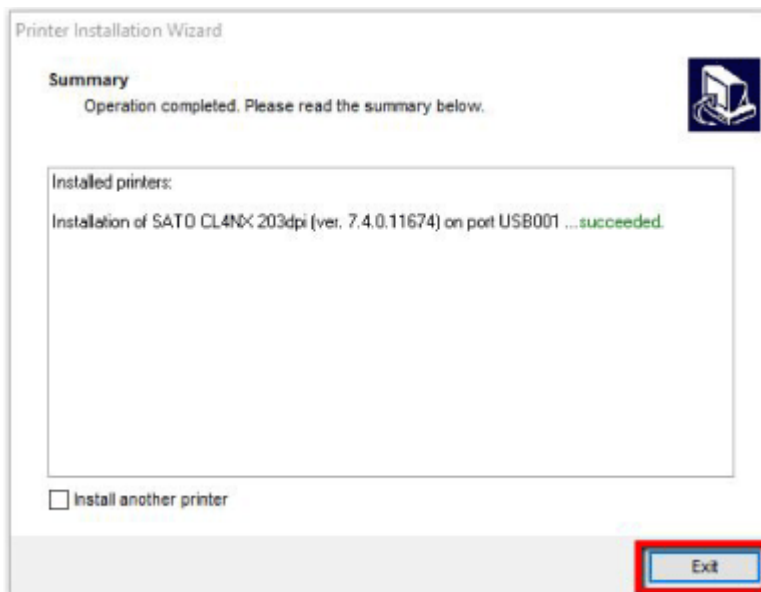 Printer Installation Wizard
Summary
Operation completed. Please read the summary below.
Installed printers:
Installation of SATO CL4NX 203dpi (ver. 7.4.0.11674) on port USB001 ...succeeded.
Install another printer
Exit